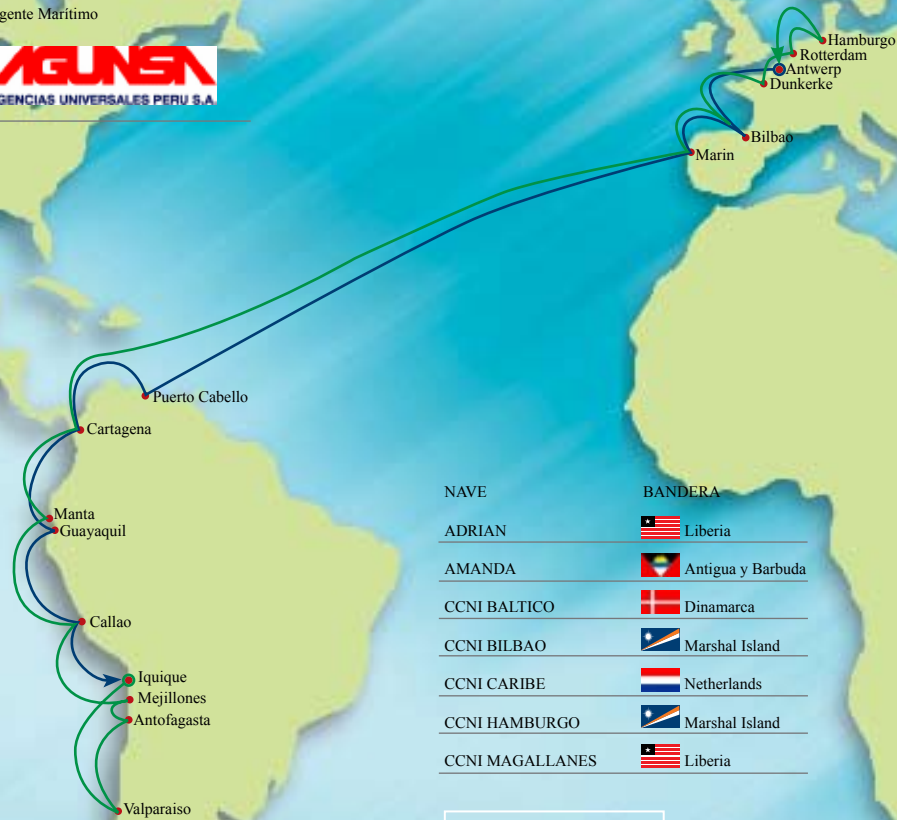 gente Marítimo
AGUNSA
GENCIAS UNIVERSALES PERU S.A.
Hamburgo
Rotterdam
Antwerp
Dunkerke
Bilbao
Marin
Puerto Cabello
Cartagena
Manta
Guayaquil
Callao
Iquique
Mejillones
Antofagasta
Valparaiso
NAVE BANDERA
ADRIAN Liberia
AMANDA Antigua y Barbuda
CCNI BALTICO Dinamarca
CCNI BILBAO Marshal Island
CCNI CARIBE Netherlands
CCNI HAMBURGO Marshal Island
CCNI MAGALLANES Liberia